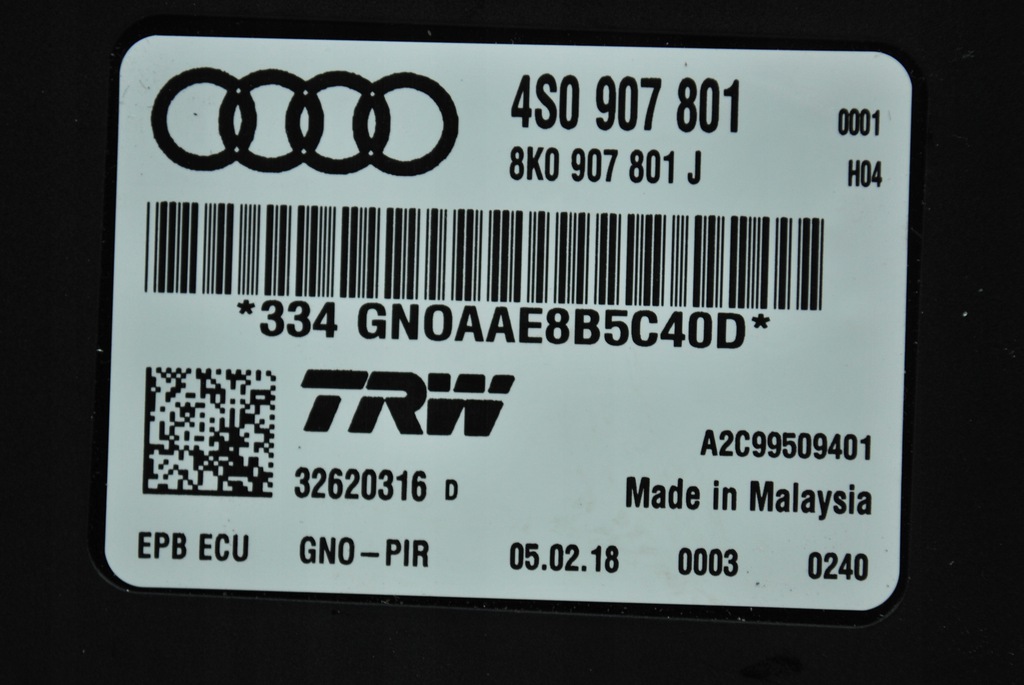 4S0 907 801 0001
8K0 907 801 J H04
*334 GNOAAE8B5C40D*
TRW
A2C99509401
32620316 D Made in Malaysia
EPB ECU GNO-PIR 05.02.18 0003 0240